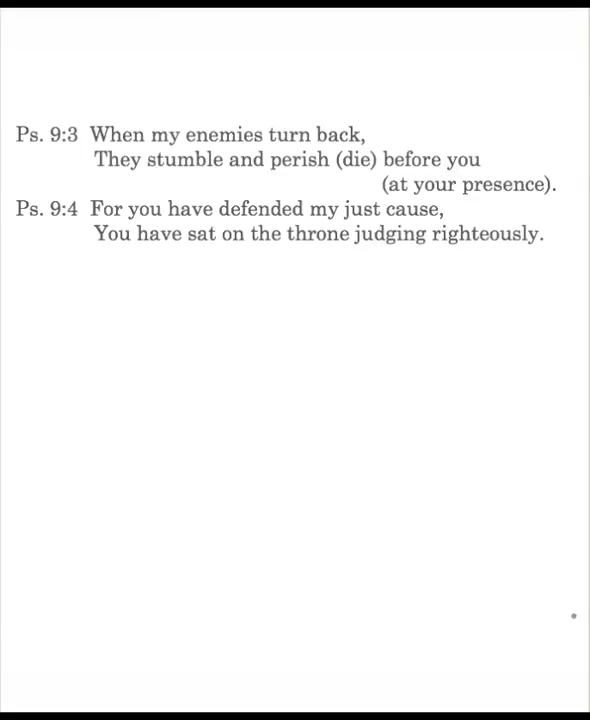 Ps. 9:3 When my enemies turn back,
They stumble and perish (die) before you
(at your presence).
Ps. 9:4 For you have defended my just cause,
You have sat on the throne judging righteously.